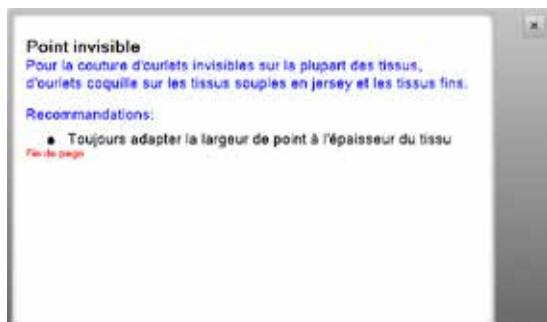 Point invisible
Pour la couture d'ourlets invisibles sur la plupart des tissus,
d'ourlets coquille sur les tissus souples en jersey et les tissus fins.
Recommandations:
● Toujours adapter la largeur de point à l'épaisseur du tissu
Fin de page